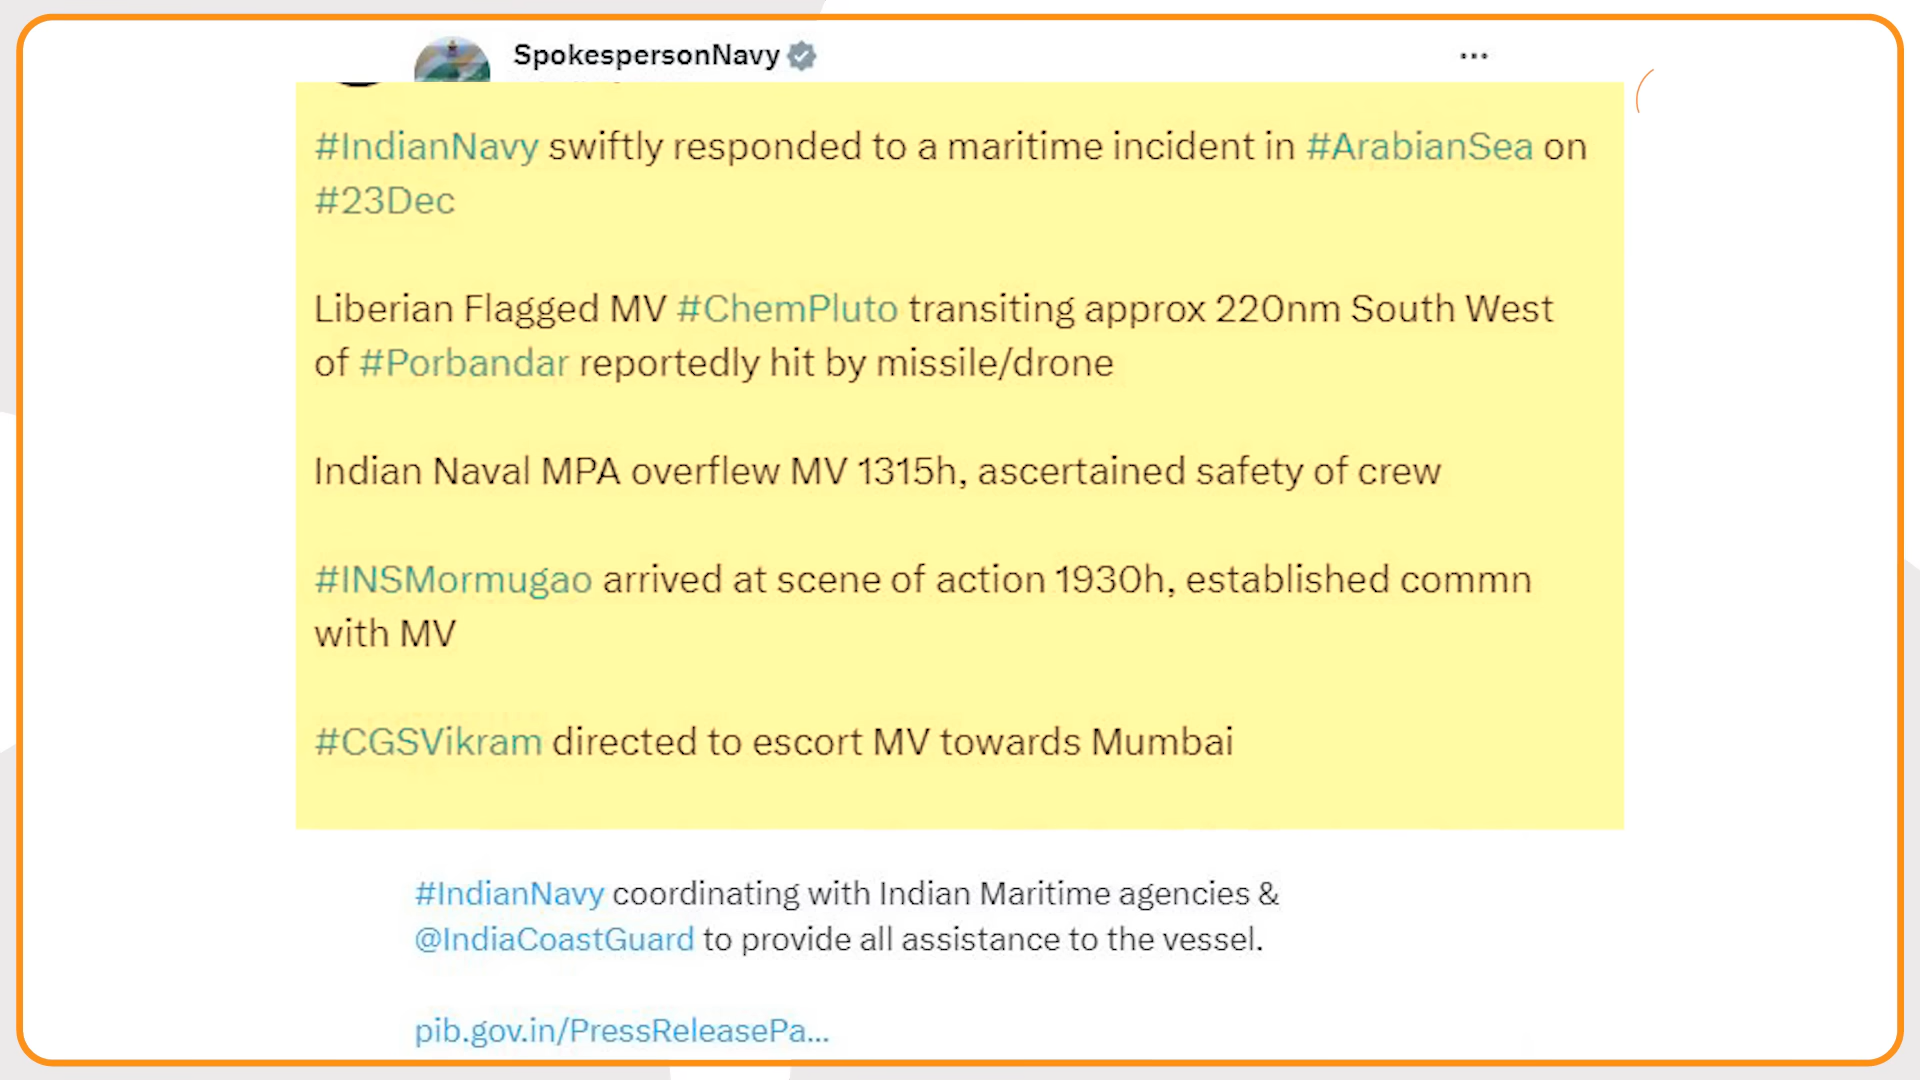 SpokespersonNavy
#IndianNavy swiftly responded to a maritime incident in #ArabianSea on
#23Dec
Liberian Flagged MV #ChemPluto transiting approx 220nm South West
of #Porbandar reportedly hit by missile/drone
Indian Naval MPA overflew MV 1315h, ascertained safety of crew
#INSMormugao arrived at scene of action 1930h, established commn
with MV
#CGSVikram directed to escort MV towards Mumbai
#IndianNavy coordinating with Indian Maritime agencies &
@IndiaCoastGuard to provide all assistance to the vessel.
pib.gov.in/PressReleasePa...